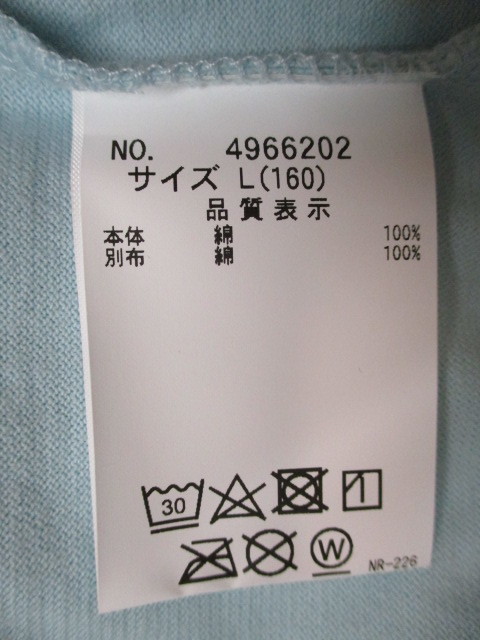 NO. 4966202
サイズ L(160)
品質表示
本体 綿 100%
別布 綿 100%
30
W
NR-226